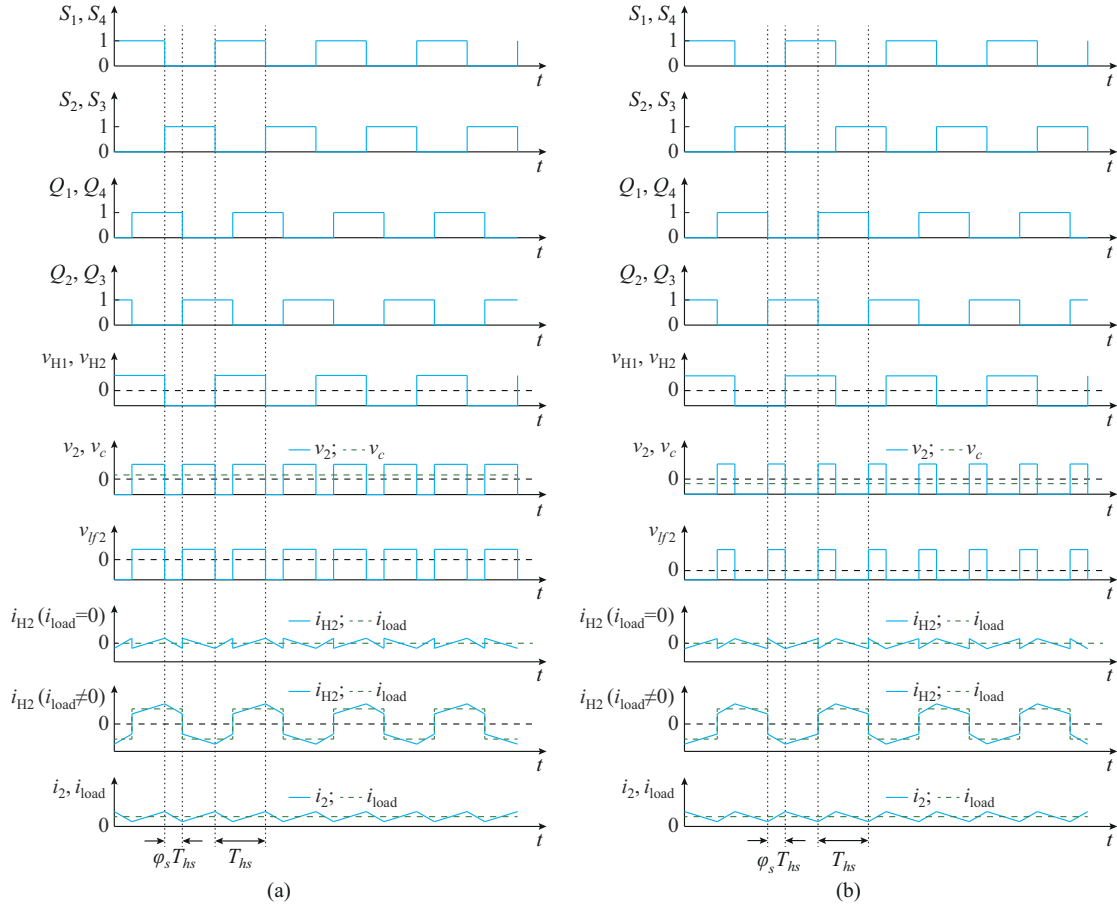 S1, S4
1
0
t
S2, S3
1
0
t
Q1, Q4
1
0
t
Q2, Q3
1
0
t
vH1, vH2
0
t
v2, vc
v2; vc
0
t
vlf2
0
t
iH2 (iload=0)
iH2; iload
0
t
iH2 (iload≠0)
iH2; iload
0
t
i2, iload
i2; iload
0
t
φsThs
Ths
(a)
S1, S4
1
0
t
S2, S3
1
0
t
Q1, Q4
1
0
t
Q2, Q3
1
0
t
vH1, vH2
0
t
v2, vc
v2; vc
0
t
vlf2
0
t
iH2 (iload=0)
iH2; iload
0
t
iH2 (iload≠0)
iH2; iload
0
t
i2, iload
i2; iload
0
t
φsThs
Ths
(b)